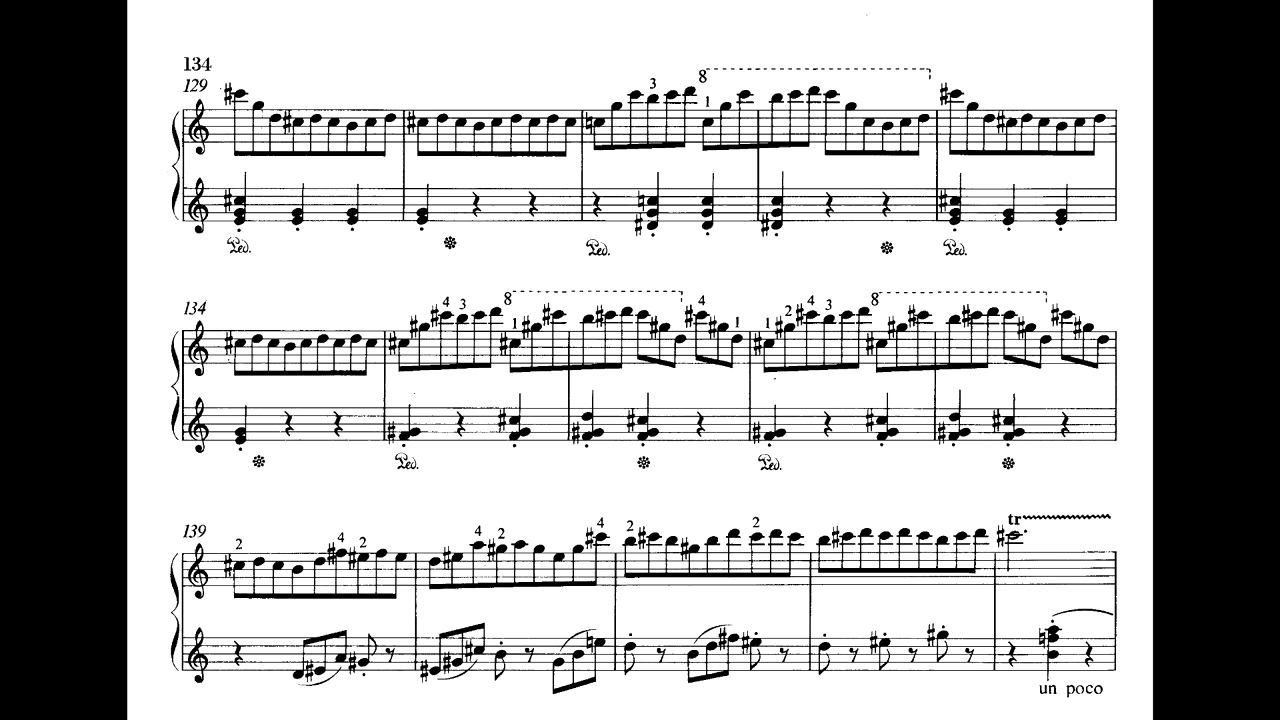 134
129
3 8
1
Ped. Ped. Ped.
134
4 3 8 4 2 4 3 8
1 1 1
Ped. Ped.
139
2 4 2 4 2 4 2 2 tr
un poco